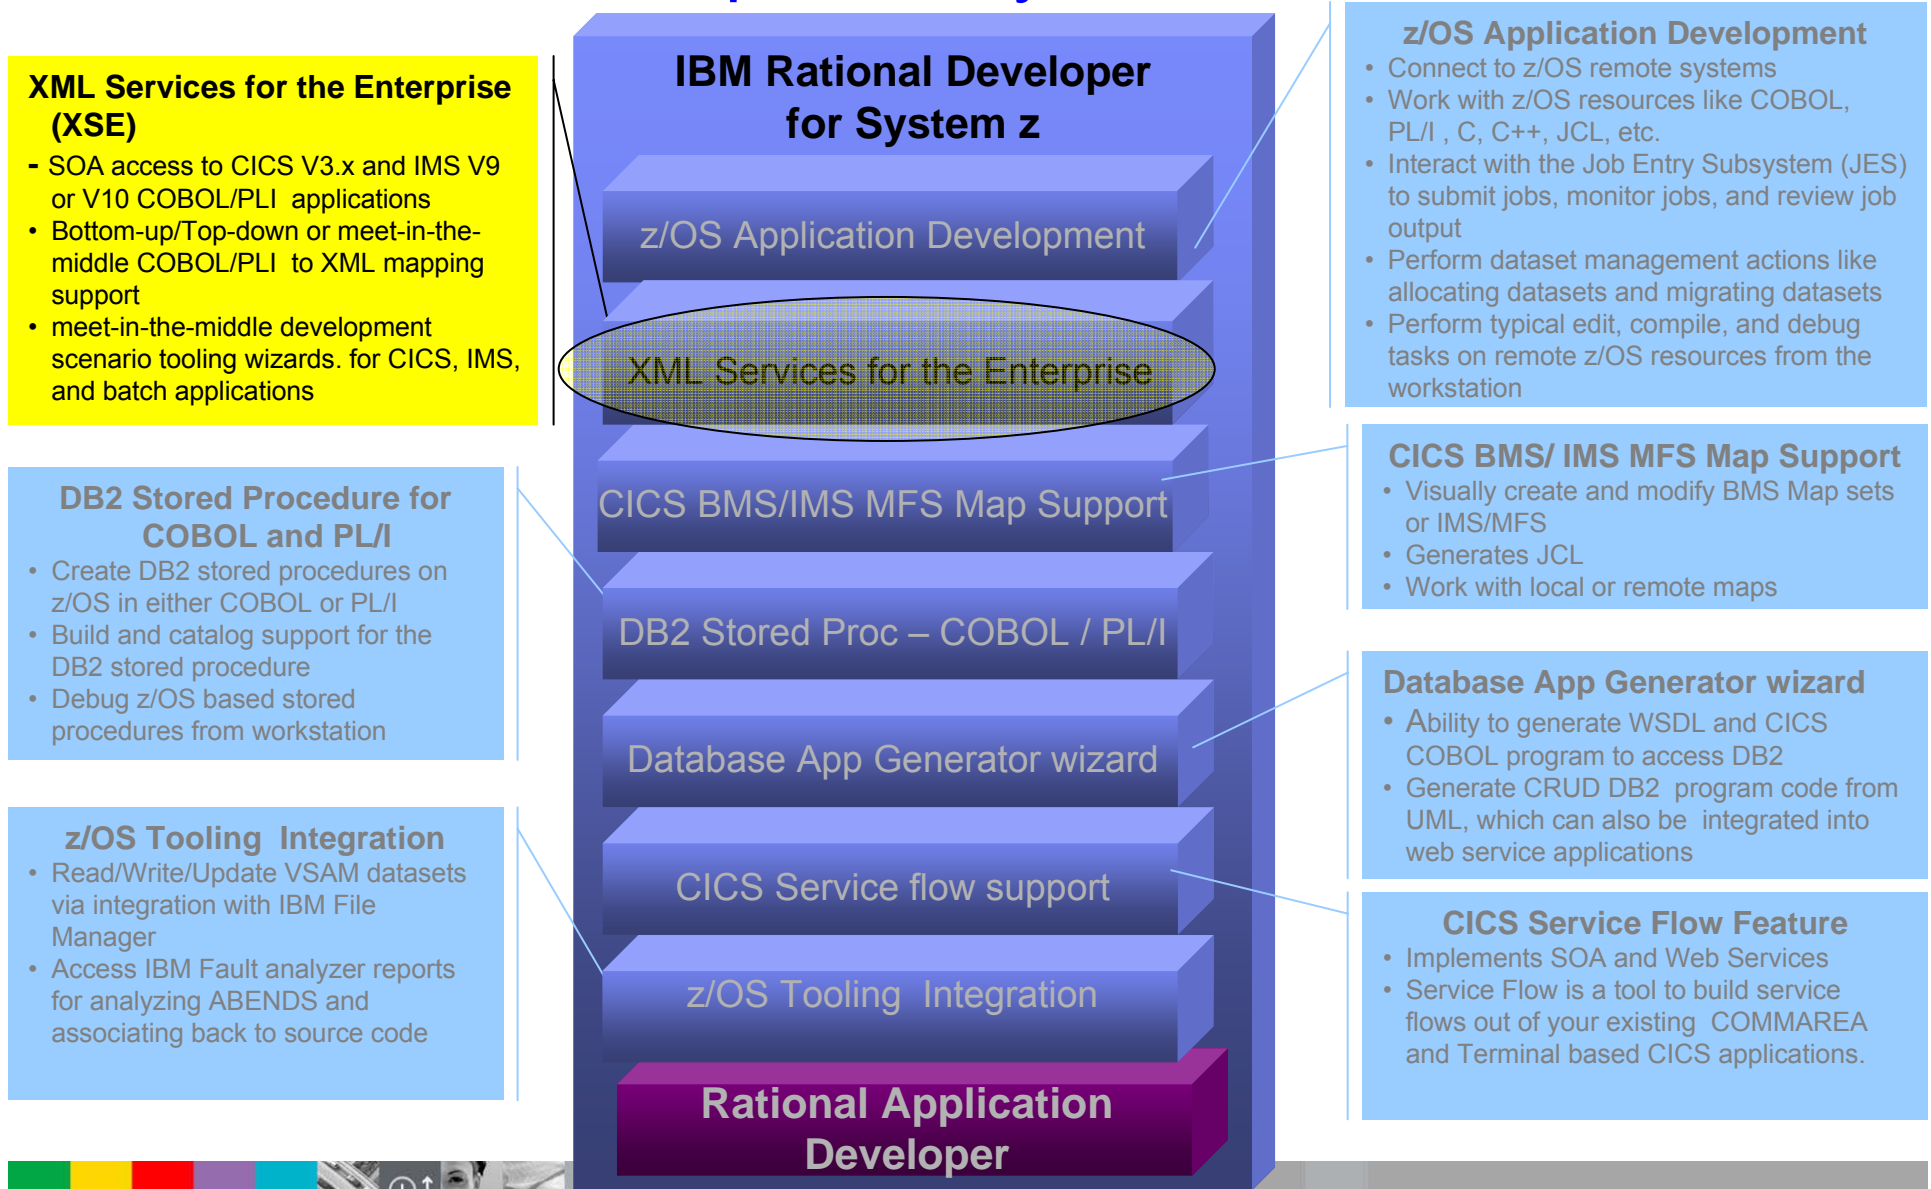 XML Services for the Enterprise
(XSE)
- SOA access to CICS V3.x and IMS V9
or V10 COBOL/PLI applications
• Bottom-up/Top-down or meet-in-the-
middle COBOL/PLI to XML mapping
support
• meet-in-the-middle development
scenario tooling wizards. for CICS, IMS,
and batch applications
DB2 Stored Procedure for
COBOL and PL/I
• Create DB2 stored procedures on
z/OS in either COBOL or PL/I
• Build and catalog support for the
DB2 stored procedure
• Debug z/OS based stored
procedures from workstation
z/OS Tooling Integration
• Read/Write/Update VSAM datasets
via integration with IBM File
Manager
• Access IBM Fault analyzer reports
for analyzing ABENDS and
associating back to source code
IBM Rational Developer
for System z
z/OS Application Development
XML Services for the Enterprise
CICS BMS/IMS MFS Map Support
DB2 Stored Proc – COBOL / PL/I
Database App Generator wizard
CICS Service flow support
z/OS Tooling Integration
Rational Application
Developer
z/OS Application Development
• Connect to z/OS remote systems
• Work with z/OS resources like COBOL,
PL/I , C, C++, JCL, etc.
• Interact with the Job Entry Subsystem (JES)
to submit jobs, monitor jobs, and review job
output
• Perform dataset management actions like
allocating datasets and migrating datasets
• Perform typical edit, compile, and debug
tasks on remote z/OS resources from the
workstation
CICS BMS/ IMS MFS Map Support
• Visually create and modify BMS Map sets
or IMS/MFS
• Generates JCL
• Work with local or remote maps
Database App Generator wizard
• Ability to generate WSDL and CICS
COBOL program to access DB2
• Generate CRUD DB2 program code from
UML, which can also be integrated into
web service applications
CICS Service Flow Feature
• Implements SOA and Web Services
• Service Flow is a tool to build service
flows out of your existing COMMAREA
and Terminal based CICS applications.